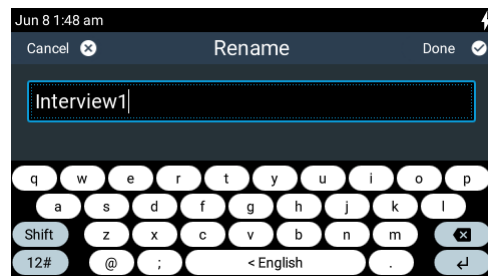 Jun 8 1:48 am
Cancel Rename Done
Interview1
q w e r t y u i o p
a s d f g h j k l
Shift z x c v b n m
12# @ ; < English .